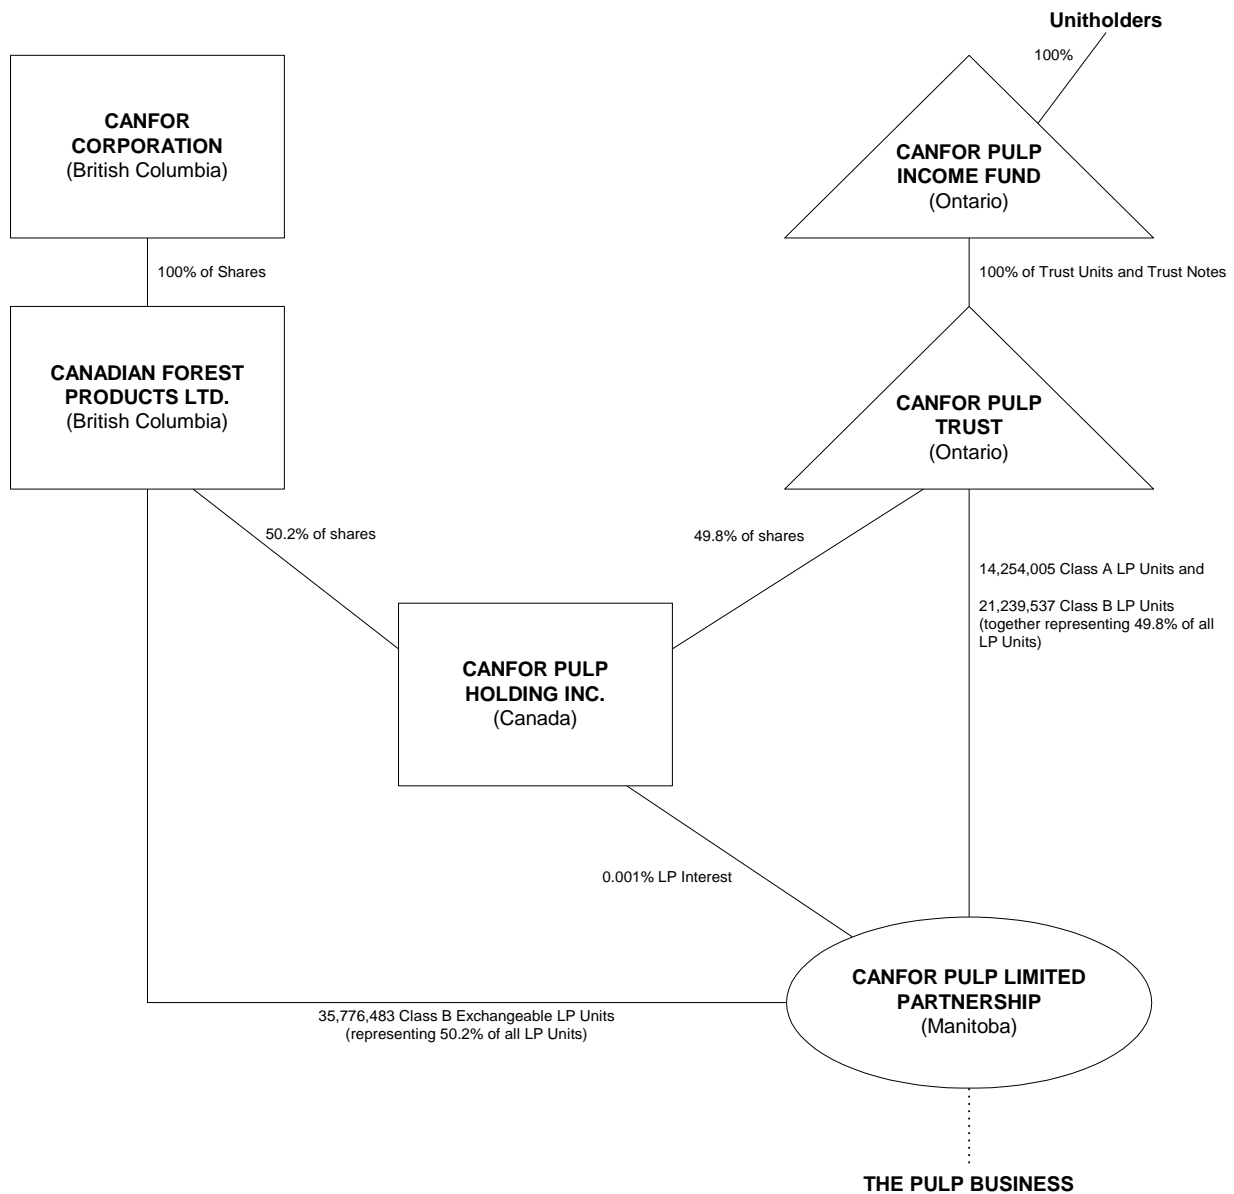 Unitholders
100%
CANFOR
CORPORATION
(British Columbia)
CANFOR PULP
INCOME FUND
(Ontario)
100% of Shares
100% of Trust Units and Trust Notes
CANADIAN FOREST
PRODUCTS LTD.
(British Columbia)
CANFOR PULP
TRUST
(Ontario)
50.2% of shares
49.8% of shares
14,254,005 Class A LP Units and
21,239,537 Class B LP Units
(together representing 49.8% of all
LP Units)
CANFOR PULP
HOLDING INC.
(Canada)
0.001% LP Interest
CANFOR PULP LIMITED
PARTNERSHIP
(Manitoba)
35,776,483 Class B Exchangeable LP Units
(representing 50.2% of all LP Units)
THE PULP BUSINESS